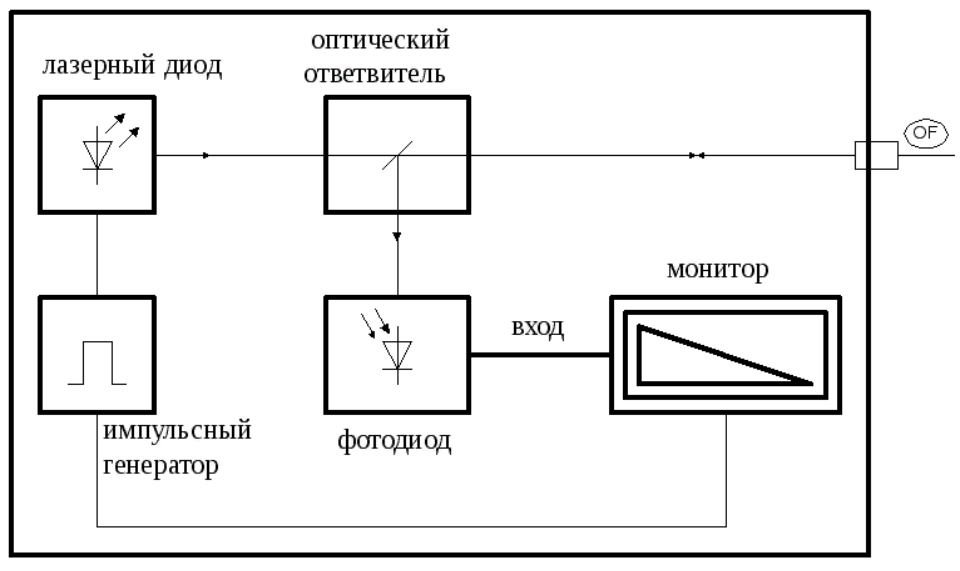 оптический
ответвитель
лазерный диод
OF
монитор
вход
импульсный
генератор
фотодиод